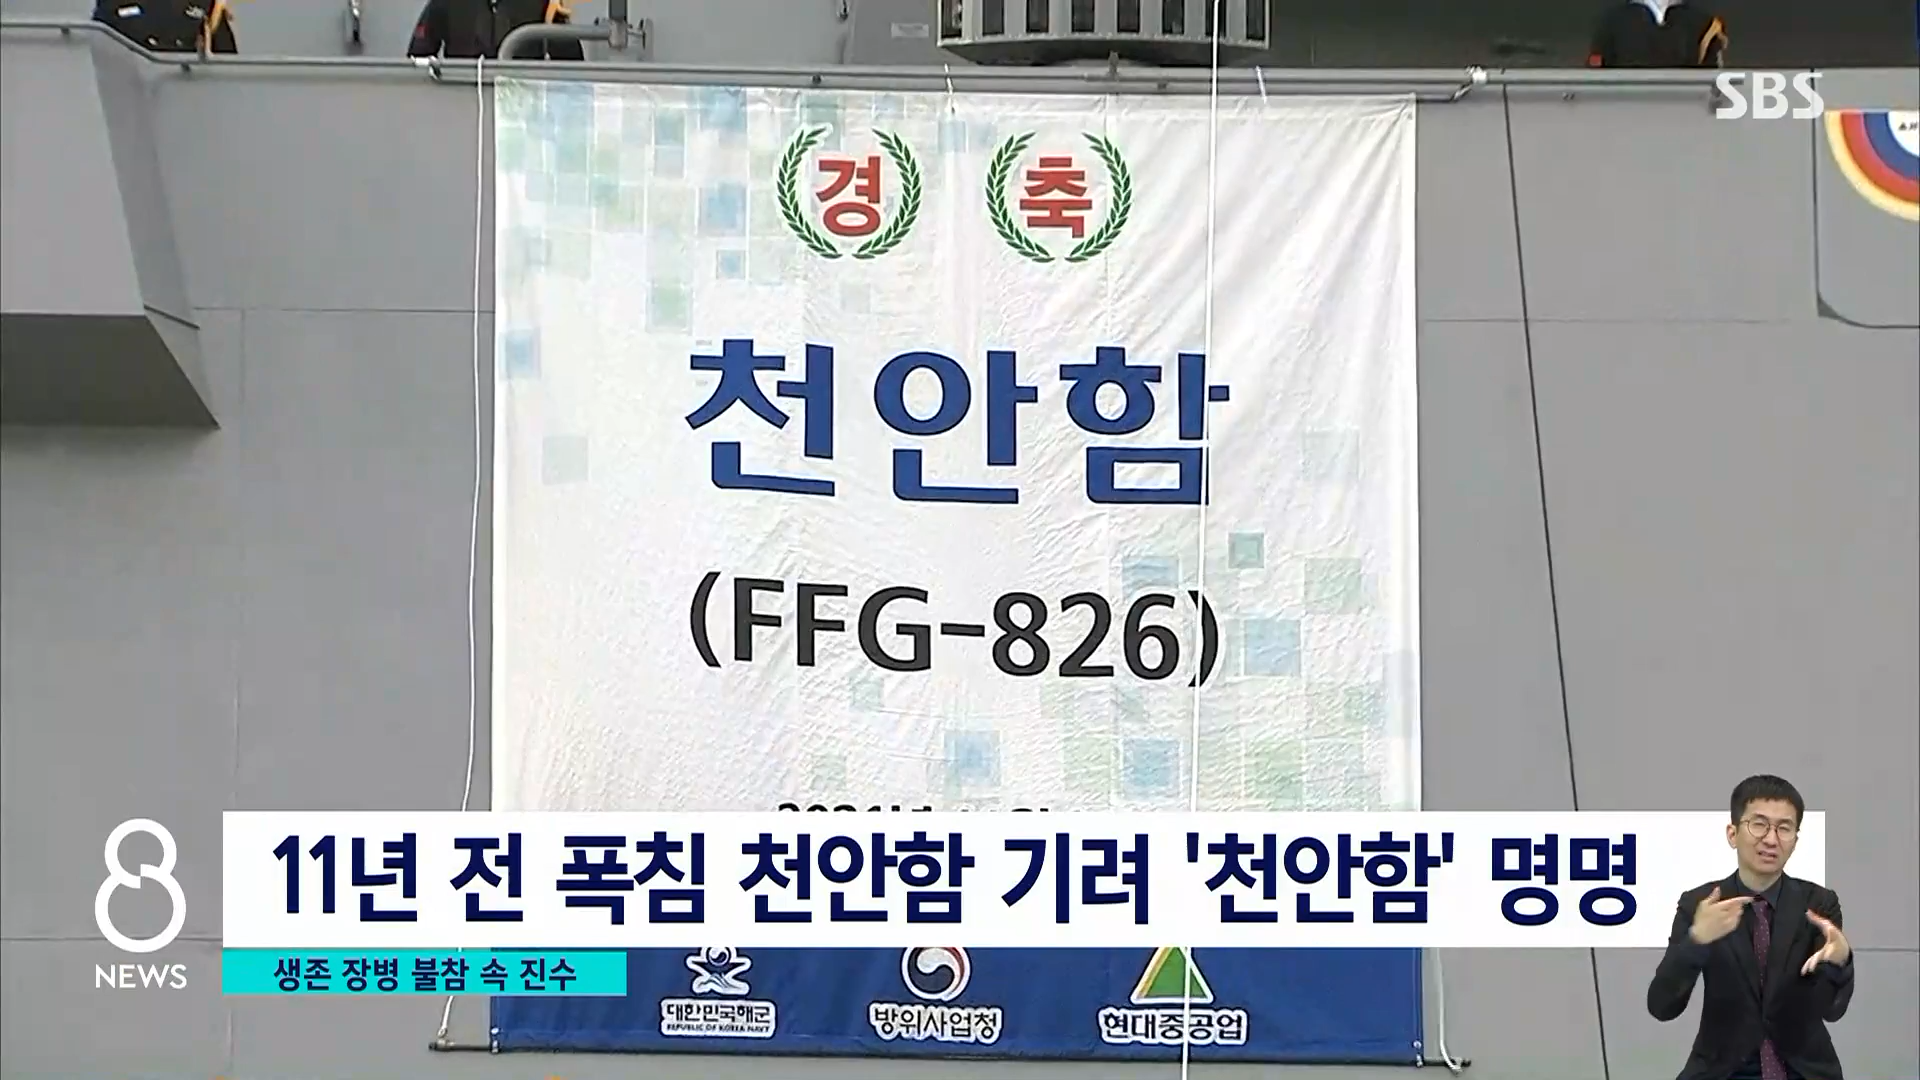 SBS
경 축
천안함
(FFG-826)
11년 전 폭침 천안함 기려 '천안함' 명명
8
NEWS
생존 장병 불참 속 진수
대한민국해군
REPUBLIC OF KOREA NAVY
방위사업청
현대중공업